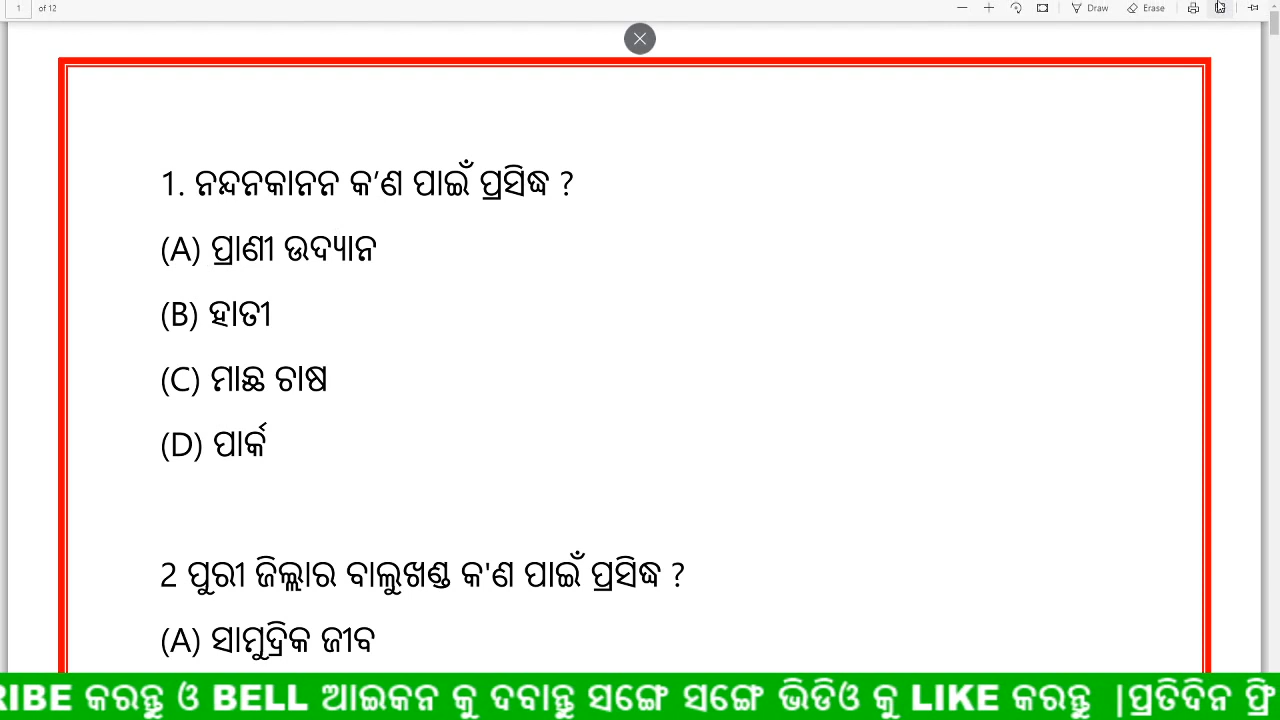 1 of 12 Draw Erase
1. ନନ୍ଦନକାନନ କ'ଣ ପାଇଁ ପ୍ରସିଦ୍ଧ ?
(A) ପ୍ରାଣୀ ଉଦ୍ୟାନ
(B) ହାତୀ
(C) ମାଛ ଚାଷ
(D) ପାର୍କ
2 ପୁରୀ ଜିଲ୍ଲାର ବାଲୁଖଣ୍ଡ କ'ଣ ପାଇଁ ପ୍ରସିଦ୍ଧ ?
(A) ସାମୁଦ୍ରିକ ଜୀବ
RIBE କରନ୍ତୁ ଓ BELL ଆଇକନ କୁ ଦବାନ୍ତୁ ସଙ୍ଗେ ସଙ୍ଗେ ଭିଡିଓ କୁ LIKE କରନ୍ତୁ |ପ୍ରତିଦିନ ଫ୍ରି